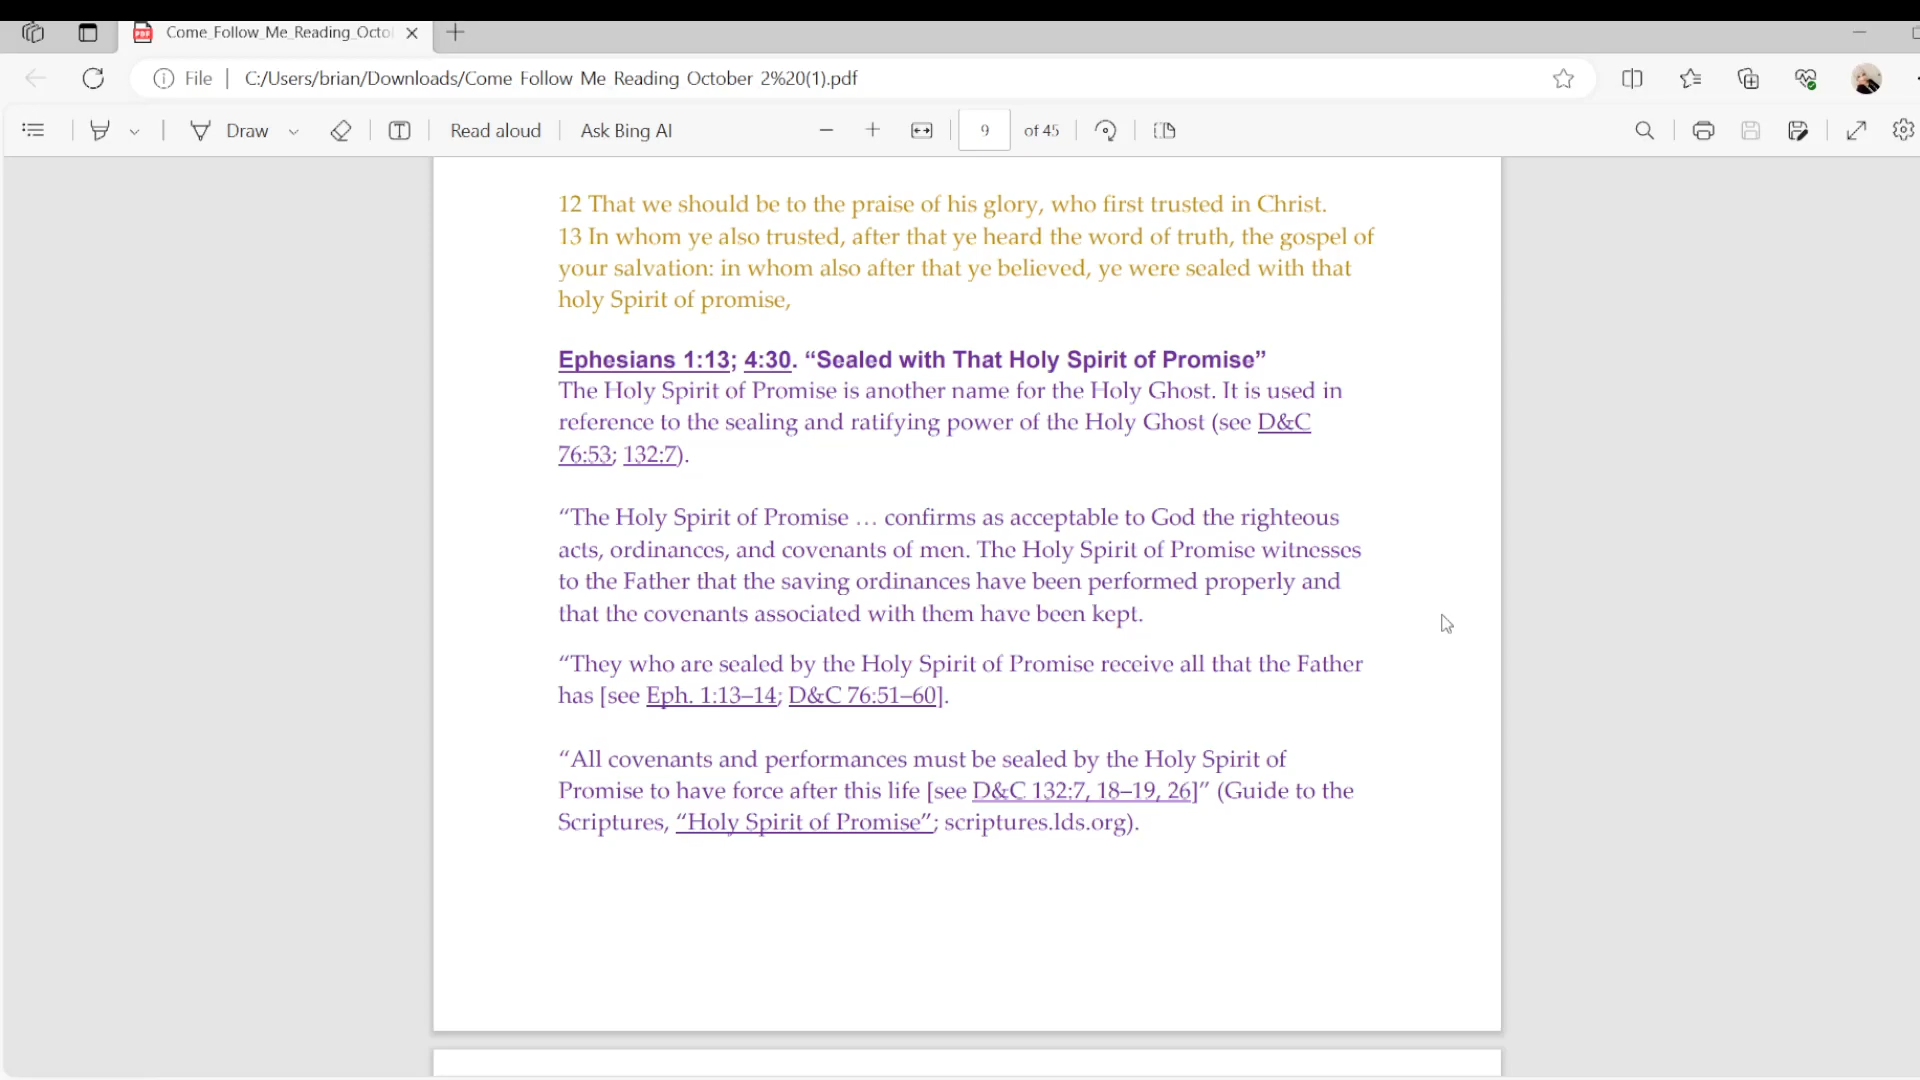 Come_Follow_Me_Reading_Octo
File
C:/Users/brian/Downloads/Come Follow Me Reading October 2%20(1).pdf
Draw
Read aloud
Ask Bing AI
9
of 45
12 That we should be to the praise of his glory, who first trusted in Christ.
13 In whom ye also trusted, after that ye heard the word of truth, the gospel of
your salvation: in whom also after that ye believed, ye were sealed with that
holy Spirit of promise,
Ephesians 1:13; 4:30. “Sealed with That Holy Spirit of Promise”
The Holy Spirit of Promise is another name for the Holy Ghost. It is used in
reference to the sealing and ratifying power of the Holy Ghost (see D&C
76:53; 132:7).
“The Holy Spirit of Promise … confirms as acceptable to God the righteous
acts, ordinances, and covenants of men. The Holy Spirit of Promise witnesses
to the Father that the saving ordinances have been performed properly and
that the covenants associated with them have been kept.
“They who are sealed by the Holy Spirit of Promise receive all that the Father
has [see Eph. 1:13–14; D&C 76:51–60].
“All covenants and performances must be sealed by the Holy Spirit of
Promise to have force after this life [see D&C 132:7, 18–19, 26]” (Guide to the
Scriptures, “Holy Spirit of Promise”; scriptures.lds.org).